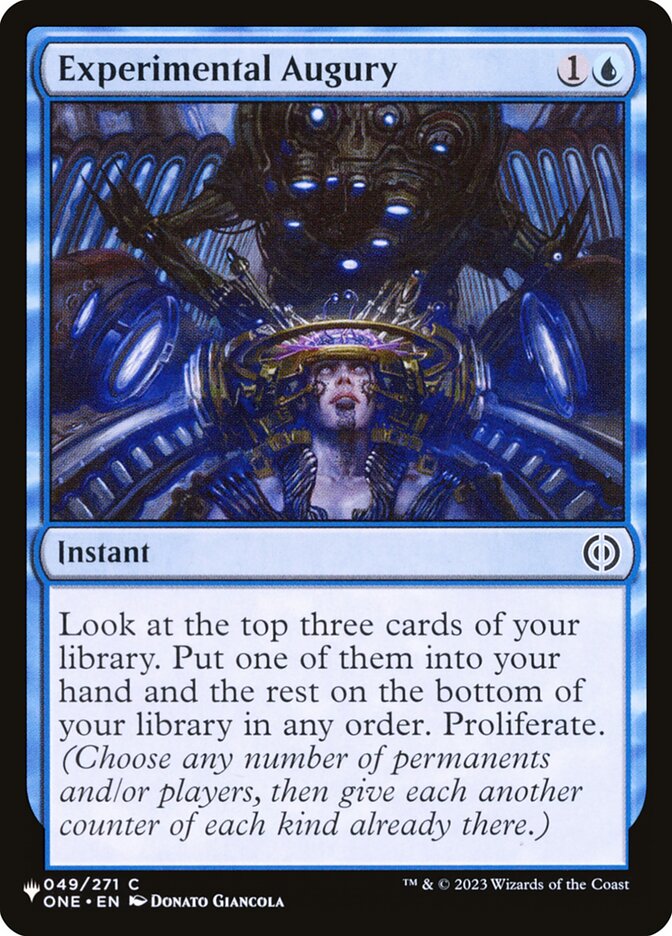 Experimental Augury 1
Instant
Look at the top three cards of your
library. Put one of them into your
hand and the rest on the bottom of
your library in any order. Proliferate.
(Choose any number of permanents
and/or players, then give each another
counter of each kind already there.)
049/271 C
ONE • EN Donato Giancola
™ & © 2023 Wizards of the Coast